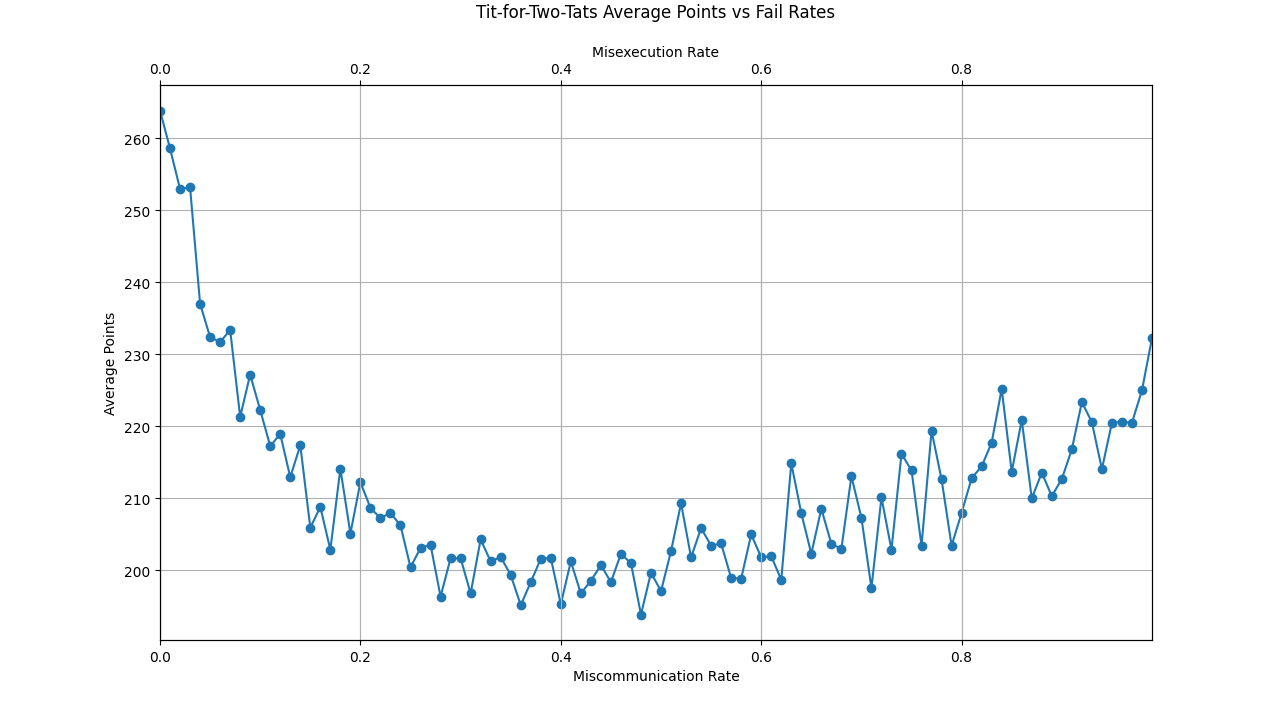 Tit-for-Two-Tats Average Points vs Fail Rates
Misexecution Rate
0.0 0.2 0.4 0.6 0.8
260
250
240
230
220
210
200
Average Points
0.0 0.2 0.4 0.6 0.8
Miscommunication Rate